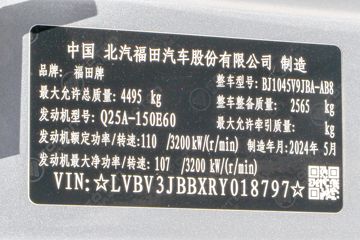 中国 北汽福田汽车股份有限公司 制造
品牌: 福田牌 整车型号: BJ1045V9JBA-AB8
最大允许总质量: 4495 kg 整车整备质量: 2565 kg
发动机型号: Q25A-150E60 最大允许牵引质量: kg
发动机额定功率/转速: 110 /3200 kW/(r/min) 制造年月: 2024年 5月
发动机最大净功率/转速: 107 /3200 kW/(r/min)
VIN: ☆LVBV3JBBXRY018797☆